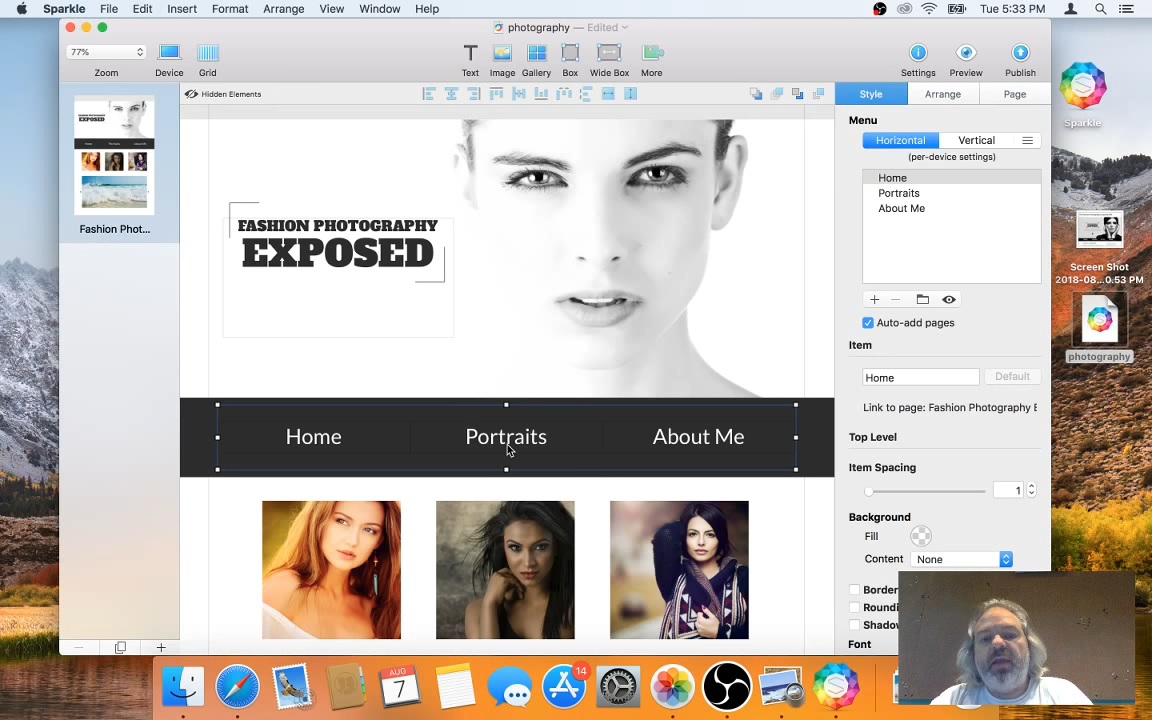 Sparkle File Edit Insert Format Arrange View Window Help
Tue 5:33 PM
photography — Edited
77%
Zoom Device Grid
Text Image Gallery Box Wide Box More
Settings Preview Publish
Hidden Elements
Style Arrange Page
Menu
Horizontal Vertical
(per-device settings)
Home
Portraits
About Me
Auto-add pages
Item
Home Default
Link to page: Fashion Photography E
Top Level
Item Spacing
1
Background
Fill
Content None
Border
Roundi
Shadow
Font
FASHION PHOTOGRAPHY
EXPOSED
Fashion Phot...
FASHION PHOTOGRAPHY
EXPOSED
Home Portraits About Me
Sparkle
Screen Shot
2018-08...0.53 PM
photography
AUG
7
14